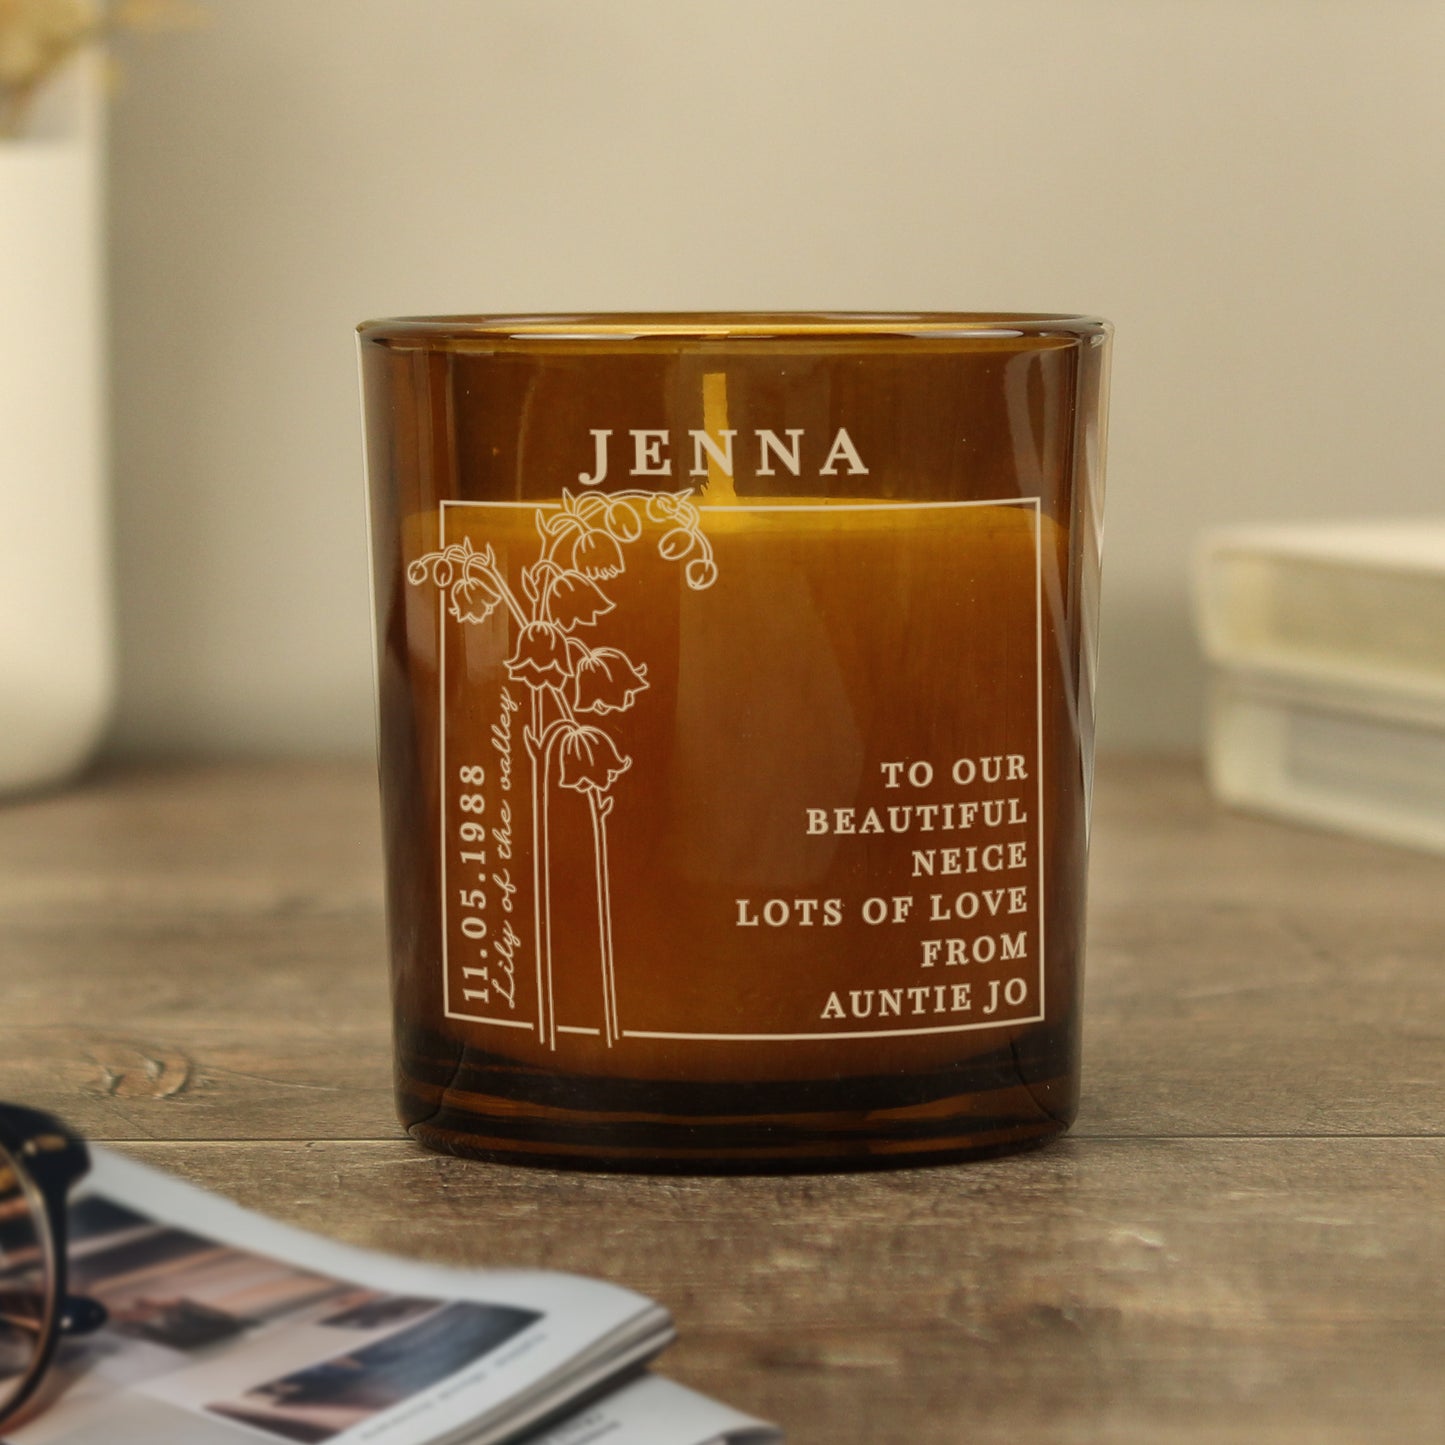 JENNA
11.05.1988
Lily of the valley
TO OUR
BEAUTIFUL
NEICE
LOTS OF LOVE
FROM
AUNTIE JO